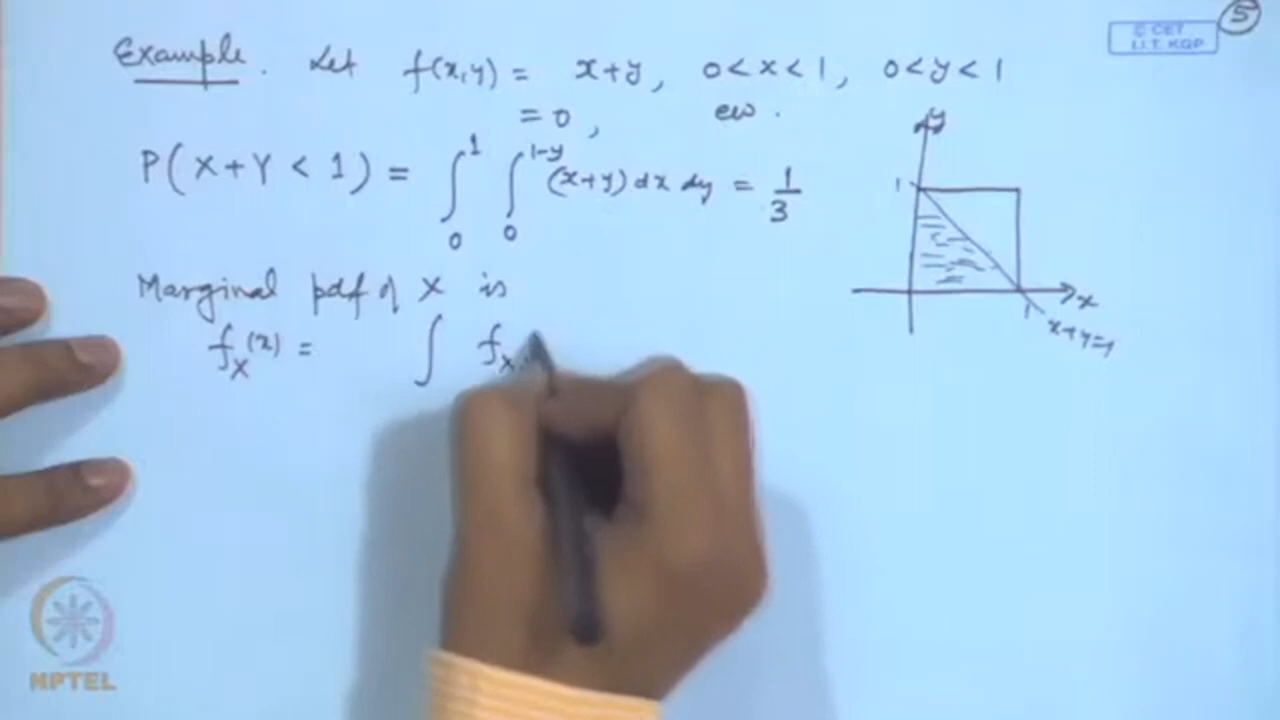 5
© CET
I.I.T. KGP
Example. Let f(x,y) = x+y, 0<x<1, 0<y<1
= 0, ew.
P(X+Y < 1) = ∫₀¹ ∫₀^{1-y} (x+y) dx dy = 1/3
Marginal pdf of X is
f_X(x) = ∫ f_X,
y
1
x
1
x+y=1
NPTEL